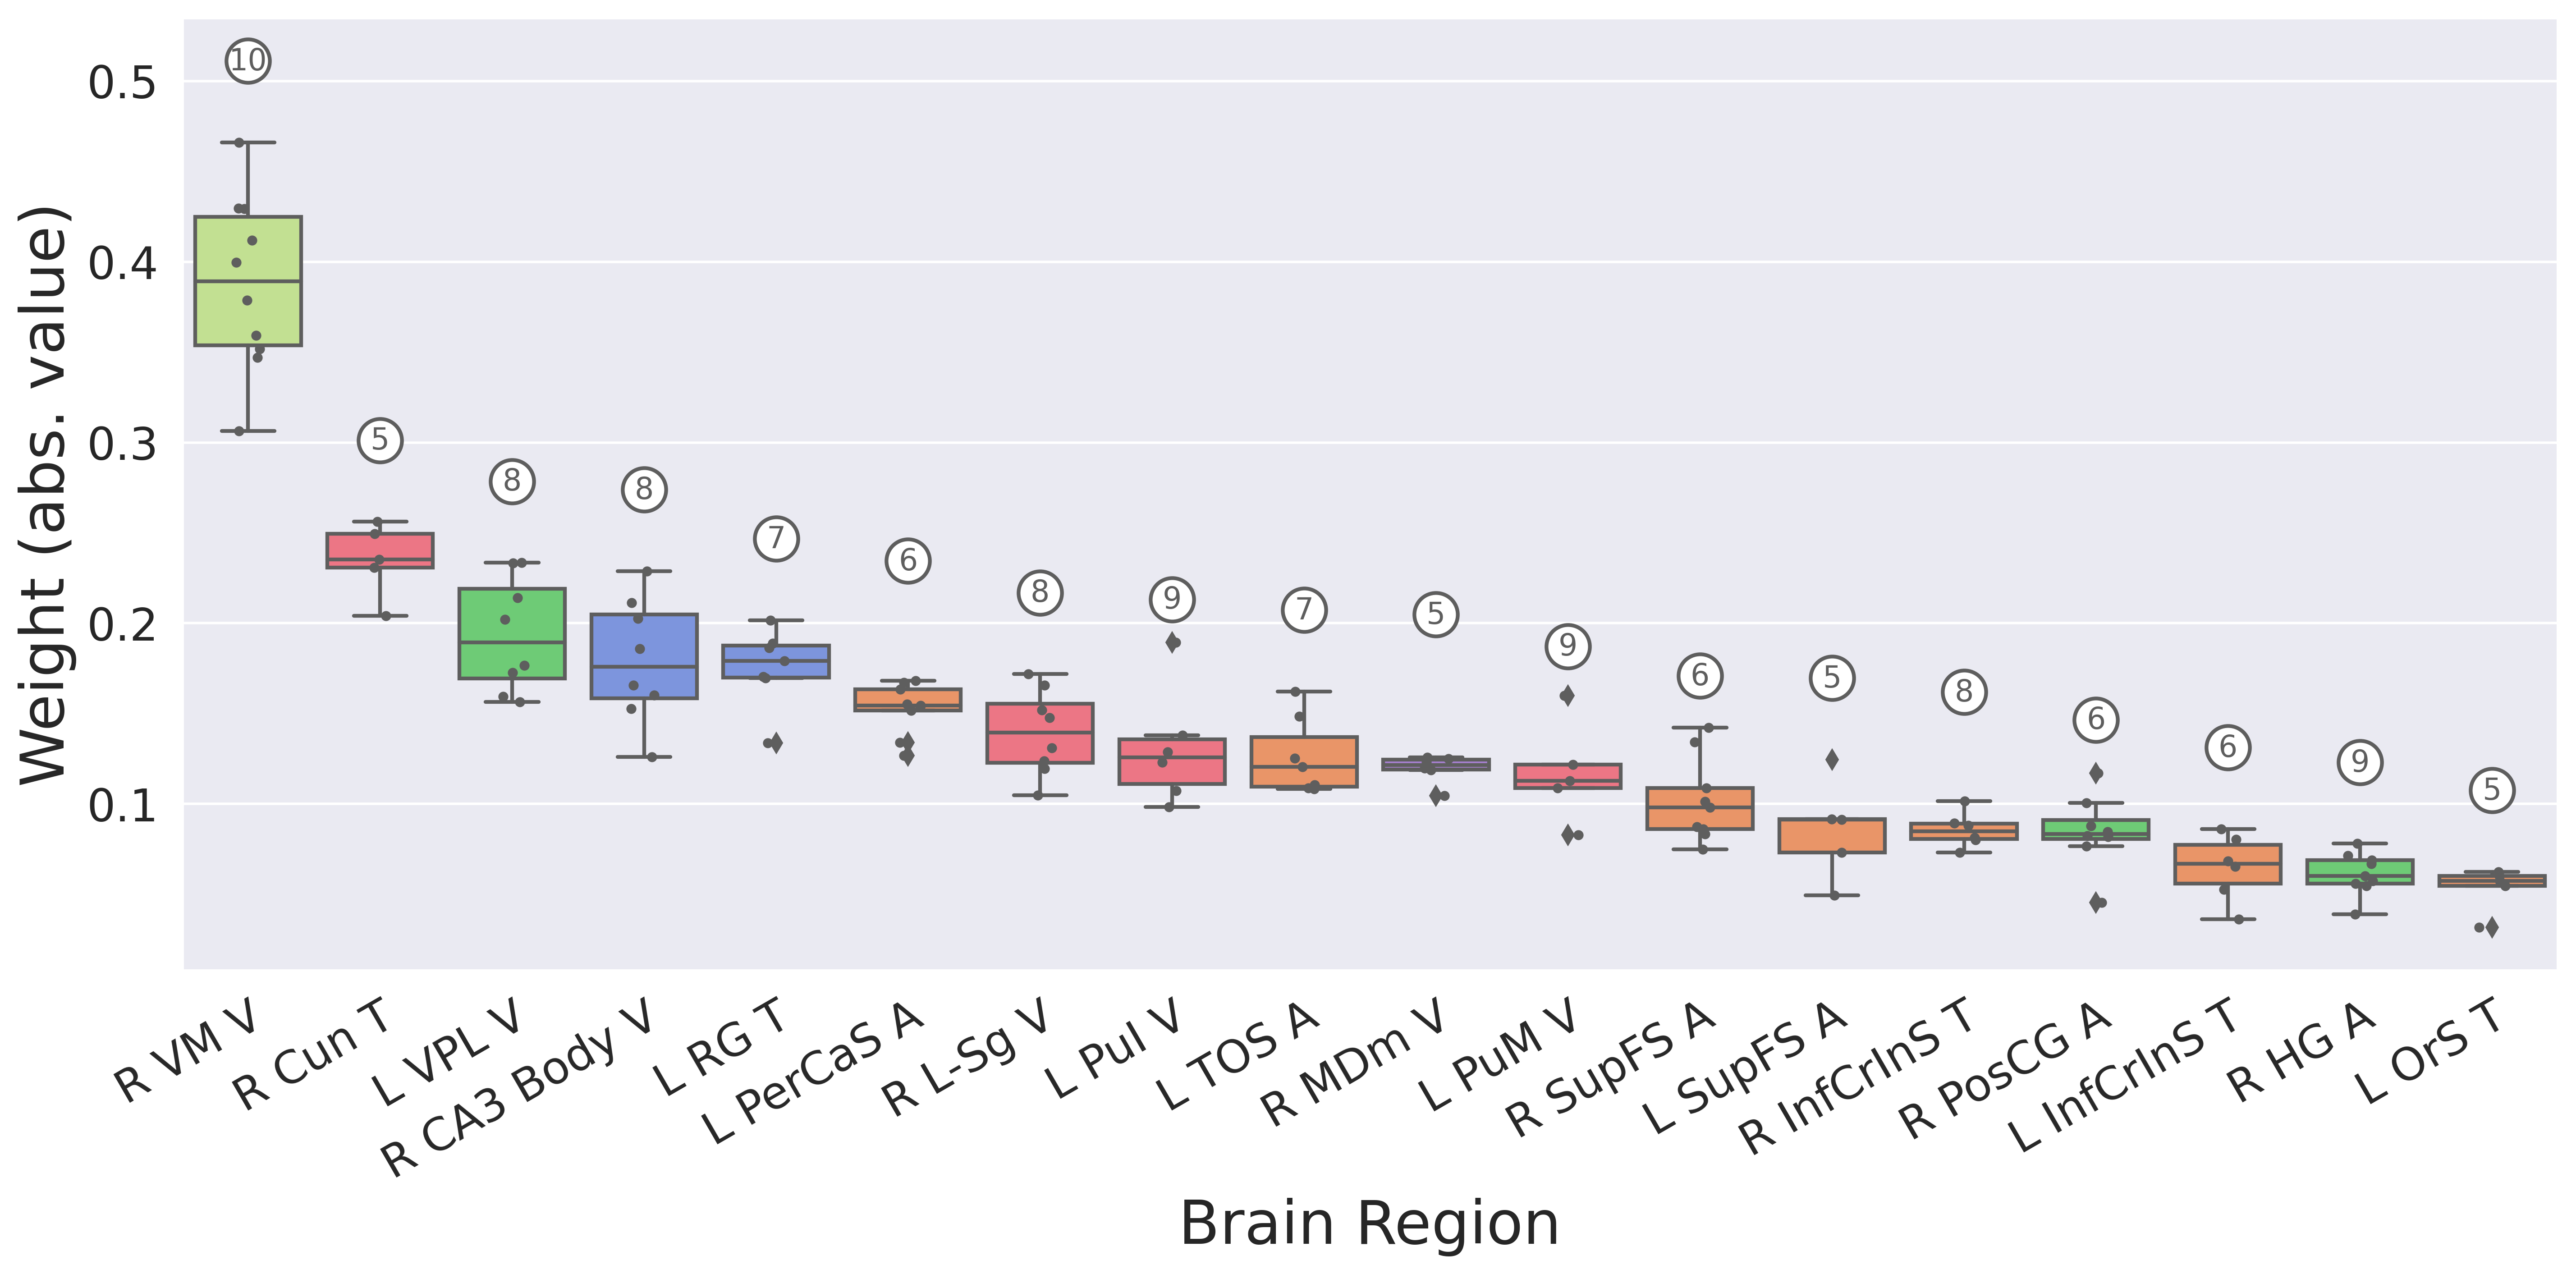 Weight (abs. value)
0.5
0.4
0.3
0.2
0.1
10
5
8
8
7
6
8
9
7
5
9
6
5
8
6
6
9
5
R VM V
R Cun T
L VPL V
R CA3 Body V
L RG T
L PerCaS A
R L-Sg V
L Pul V
L TOS A
R MDm V
L PuM V
R SupFS A
L SupFS A
R InfCrInS T
R PosCG A
L InfCrInS T
R HG A
L OrS T
Brain Region